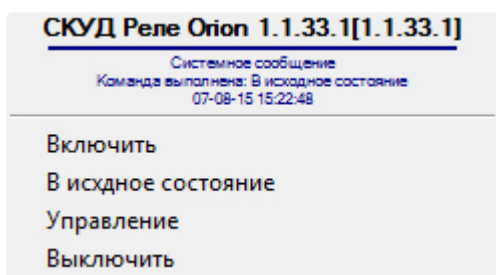 СКУД Реле Orion 1.1.33.1[1.1.33.1]
Системное сообщение
Команда выполнена: В исходное состояние
07-08-15 15:22:48
Включить
В исхдное состояние
Управление
Выключить